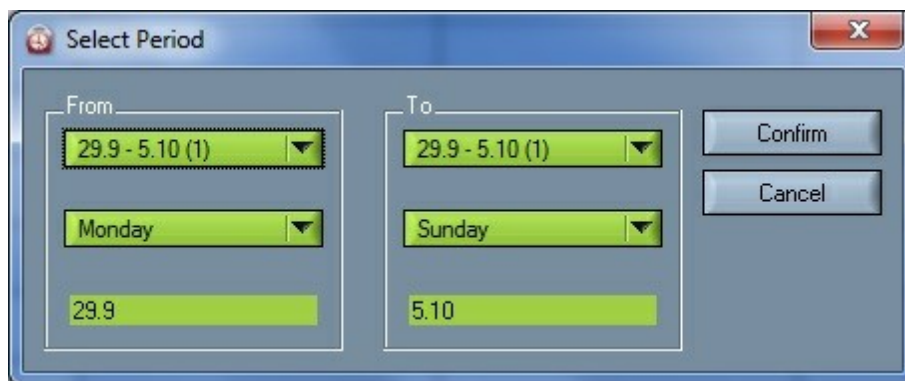 Select Period
From
29.9 - 5.10 (1)
Monday
29.9
To
29.9 - 5.10 (1)
Sunday
5.10
Confirm
Cancel